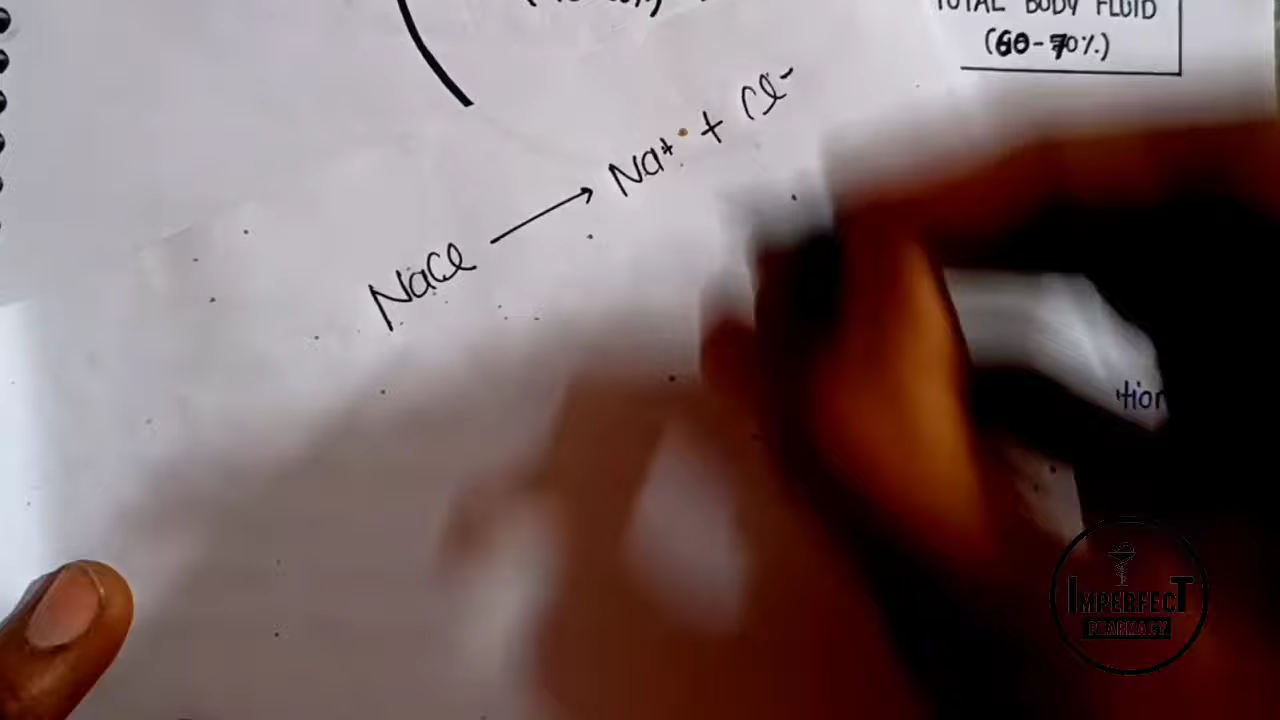 TOTAL BODY FLUID
(60-70%)
NaCl → Na+ + Cl-
tion
IMPERFECT
PHARMACY